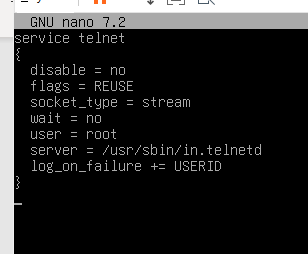 GNU nano 7.2
service telnet
{
disable = no
flags = REUSE
socket_type = stream
wait = no
user = root
server = /usr/sbin/in.telnetd
log_on_failure += USERID
}